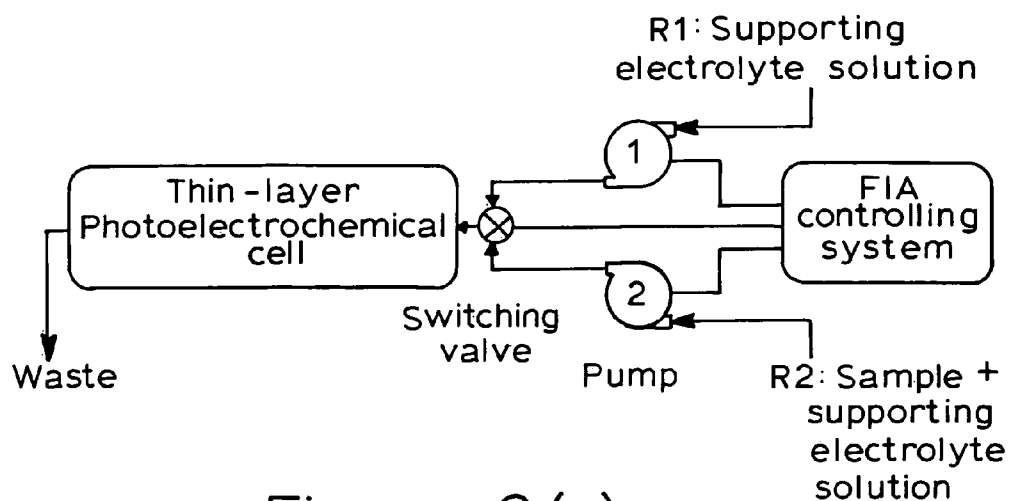 R1: Supporting
electrolyte solution
1
Thin-layer
Photoelectrochemical
cell
FIA
controlling
system
2
Switching
valve
Waste
Pump
R2: Sample +
supporting
electrolyte
solution